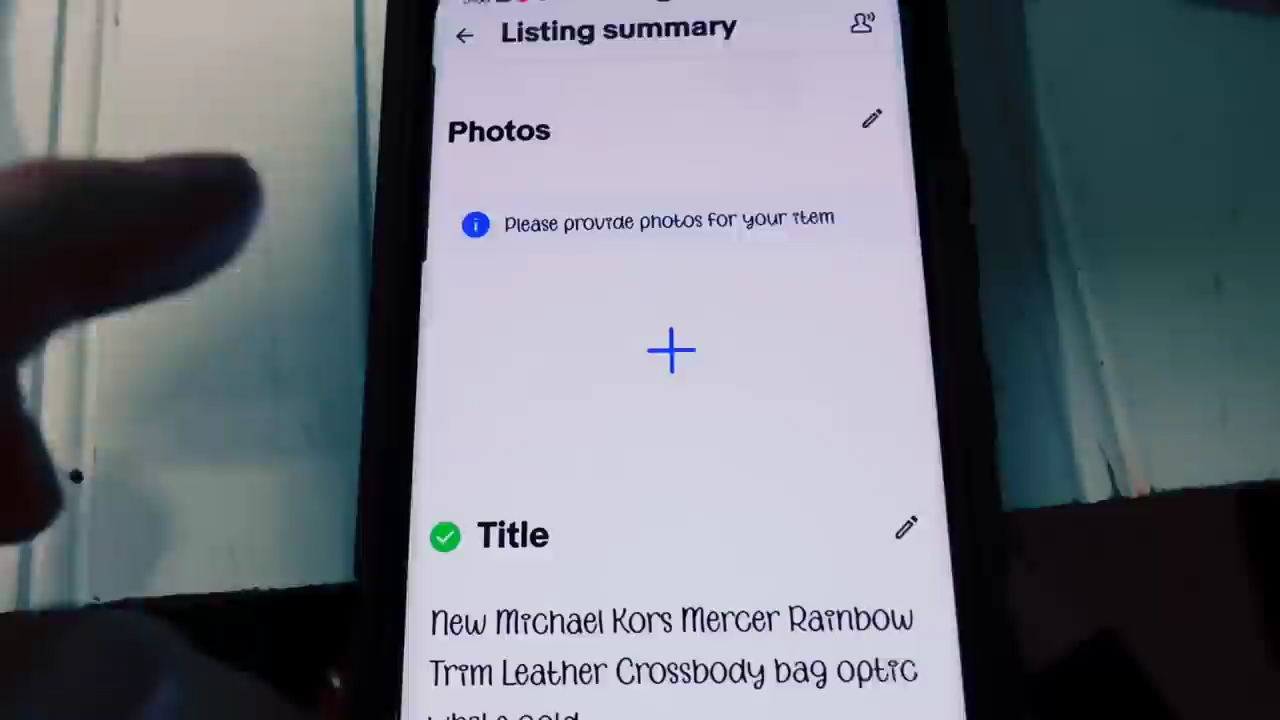 Listing summary
Photos
Please provide photos for your item
Title
New Michael Kors Mercer Rainbow
Trim Leather Crossbody bag optic